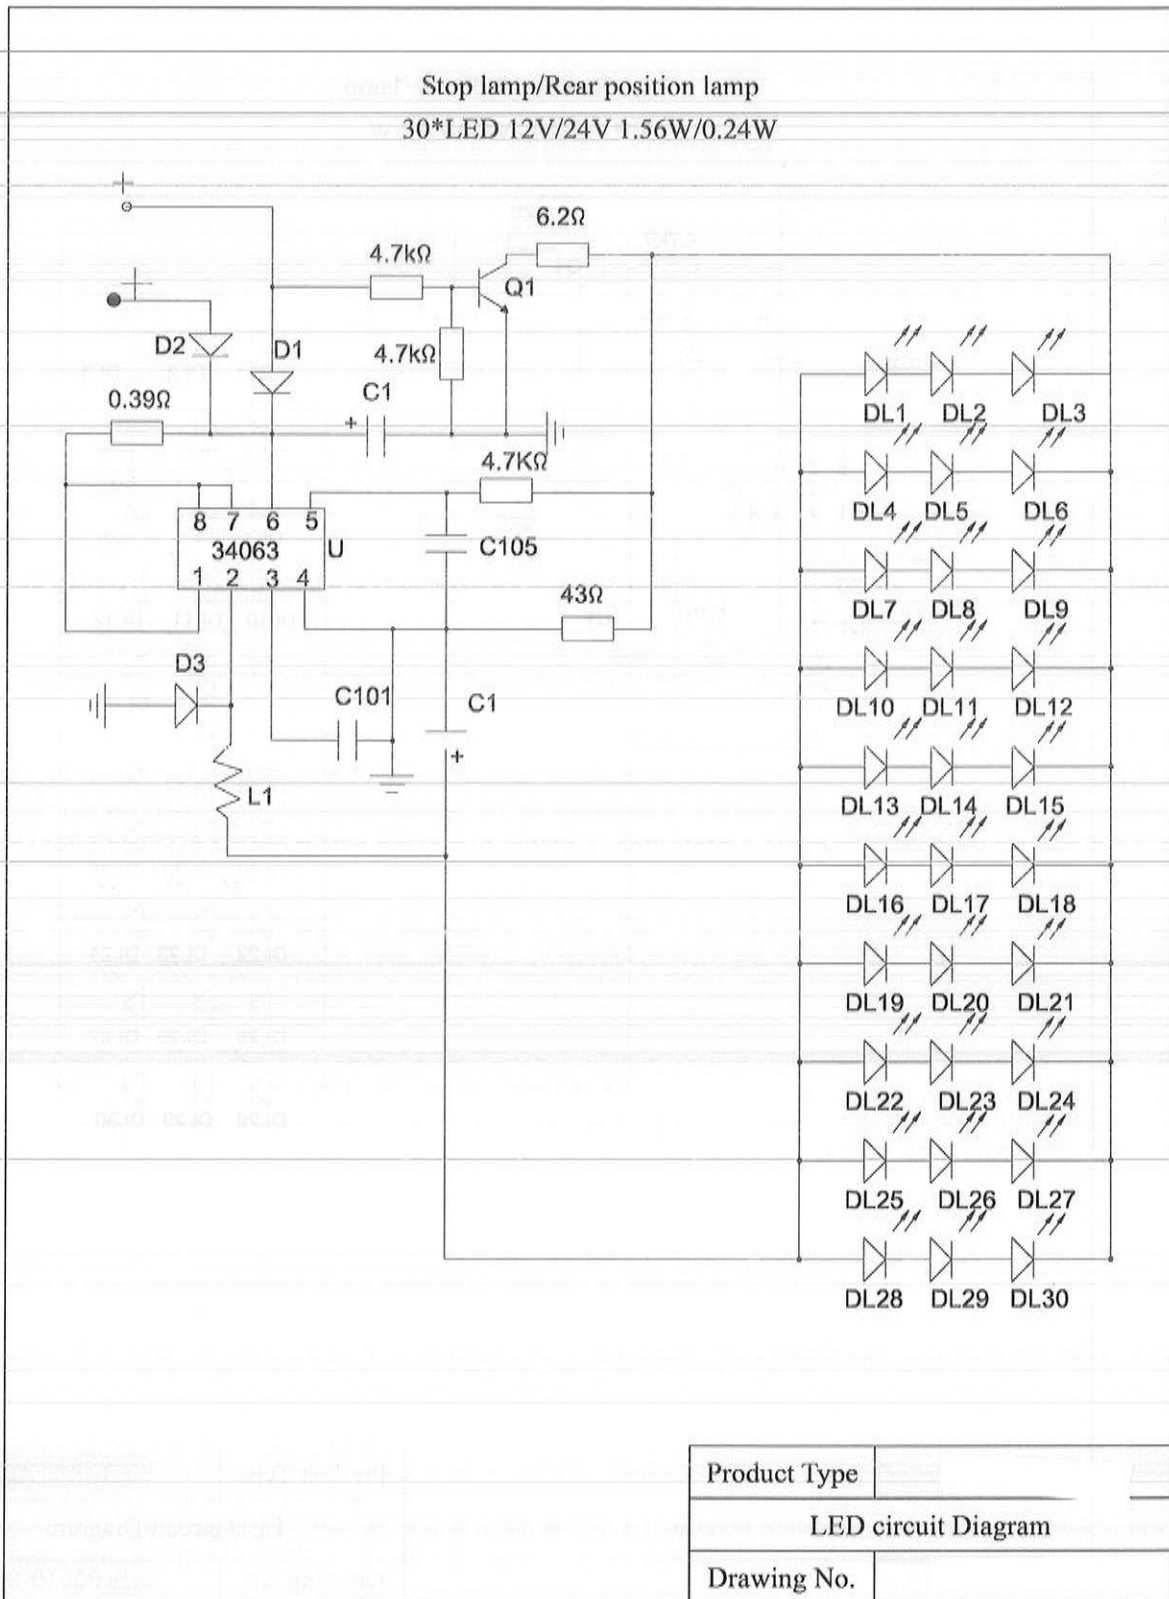 Stop lamp/Rear position lamp
30*LED 12V/24V 1.56W/0.24W
+
6.2Ω
4.7kΩ
Q1
+
D2
D1
4.7kΩ
0.39Ω
C1
+
DL1 DL2 DL3
4.7KΩ
DL4 DL5 DL6
8 7 6 5
34063 U
C105
1 2 3 4
43Ω
DL7 DL8 DL9
D3
C101
C1
DL10 DL11 DL12
+
L1
DL13 DL14 DL15
DL16 DL17 DL18
DL19 DL20 DL21
DL22 DL23 DL24
DL25 DL26 DL27
DL28 DL29 DL30
Product Type
LED circuit Diagram
Drawing No.